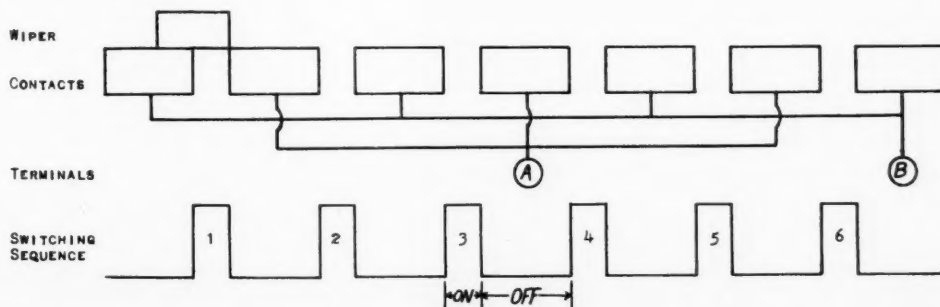 WIPER
CONTACTS
A
B
TERMINALS
SWITCHING
SEQUENCE
1 2 3 4 5 6
ON OFF